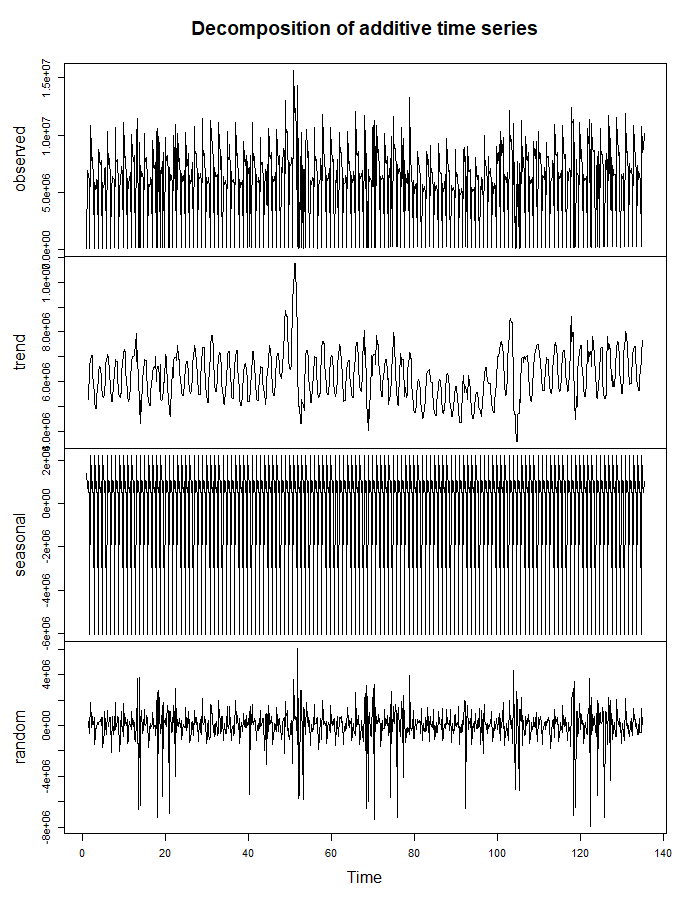 Decomposition of additive time series
observed
0.0e+00 5.0e+06 1.0e+07 1.5e+07
trend
4.0e+06 6.0e+06 8.0e+06 1.0e+07
seasonal
-6e+06 -4e+06 -2e+06 0e+00 2e+06
random
-8e+06 -4e+06 0e+00 4e+06
0 20 40 60 80 100 120 140
Time